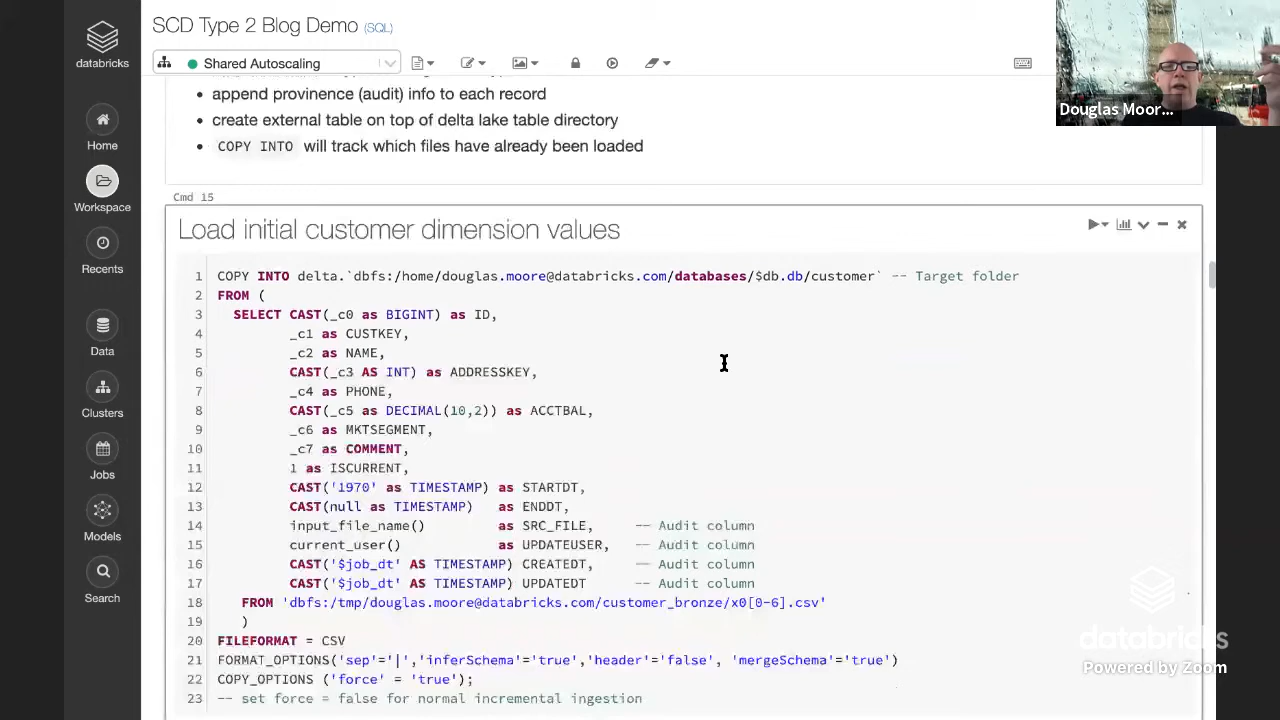 SCD Type 2 Blog Demo (SQL)
databricks
Shared Autoscaling
Douglas Moor...
append provinence (audit) info to each record
create external table on top of delta lake table directory
COPY INTO will track which files have already been loaded
Home
Workspace
Recents
Data
Clusters
Jobs
Models
Search
Cmd 15
Load initial customer dimension values
1 COPY INTO delta.`dbfs:/home/douglas.moore@databricks.com/databases/$db.db/customer` -- Target folder
2 FROM (
3 SELECT CAST(_c0 as BIGINT) as ID,
4 _c1 as CUSTKEY,
5 _c2 as NAME,
6 CAST(_c3 AS INT) as ADDRESSKEY,
7 _c4 as PHONE,
8 CAST(_c5 as DECIMAL(10,2)) as ACCTBAL,
9 _c6 as MKTSEGMENT,
10 _c7 as COMMENT,
11 1 as ISCURRENT,
12 CAST('1970' as TIMESTAMP) as STARTDT,
13 CAST(null as TIMESTAMP) as ENDDT,
14 input_file_name() as SRC_FILE, -- Audit column
15 current_user() as UPDATEUSER, -- Audit column
16 CAST('$job_dt' AS TIMESTAMP) CREATEDT, -- Audit column
17 CAST('$job_dt' AS TIMESTAMP) UPDATEDT -- Audit column
18 FROM 'dbfs:/tmp/douglas.moore@databricks.com/customer_bronze/x0[0-6].csv'
19 )
20 FILEFORMAT = CSV
21 FORMAT_OPTIONS('sep'='|','inferSchema'='true','header'='false', 'mergeSchema'='true')
22 COPY_OPTIONS ('force' = 'true');
23 -- set force = false for normal incremental ingestion
databricks
Powered by Zoom